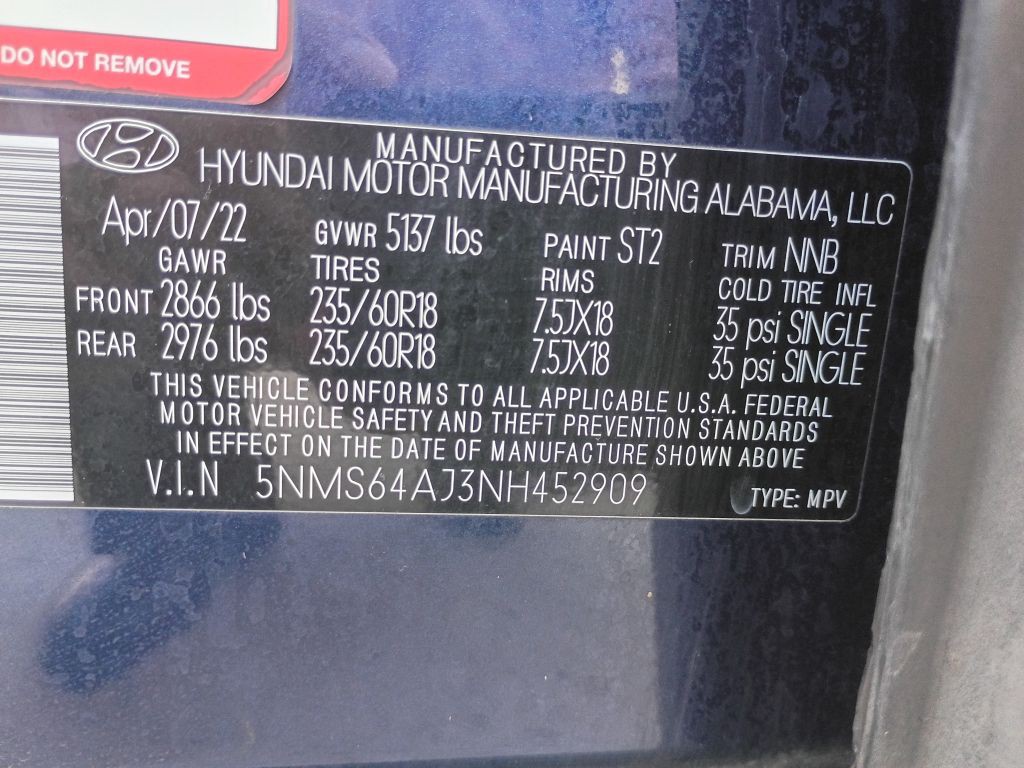 DO NOT REMOVE
MANUFACTURED BY
HYUNDAI MOTOR MANUFACTURING ALABAMA, LLC
Apr/07/22 GVWR 5137 lbs PAINT ST2 TRIM NNB
GAWR TIRES RIMS COLD TIRE INFL
FRONT 2866 lbs 235/60R18 7.5JX18 35 psi SINGLE
REAR 2976 lbs 235/60R18 7.5JX18 35 psi SINGLE
THIS VEHICLE CONFORMS TO ALL APPLICABLE U.S.A. FEDERAL
MOTOR VEHICLE SAFETY AND THEFT PREVENTION STANDARDS
IN EFFECT ON THE DATE OF MANUFACTURE SHOWN ABOVE
V.I.N 5NMS64AJ3NH452909 TYPE: MPV